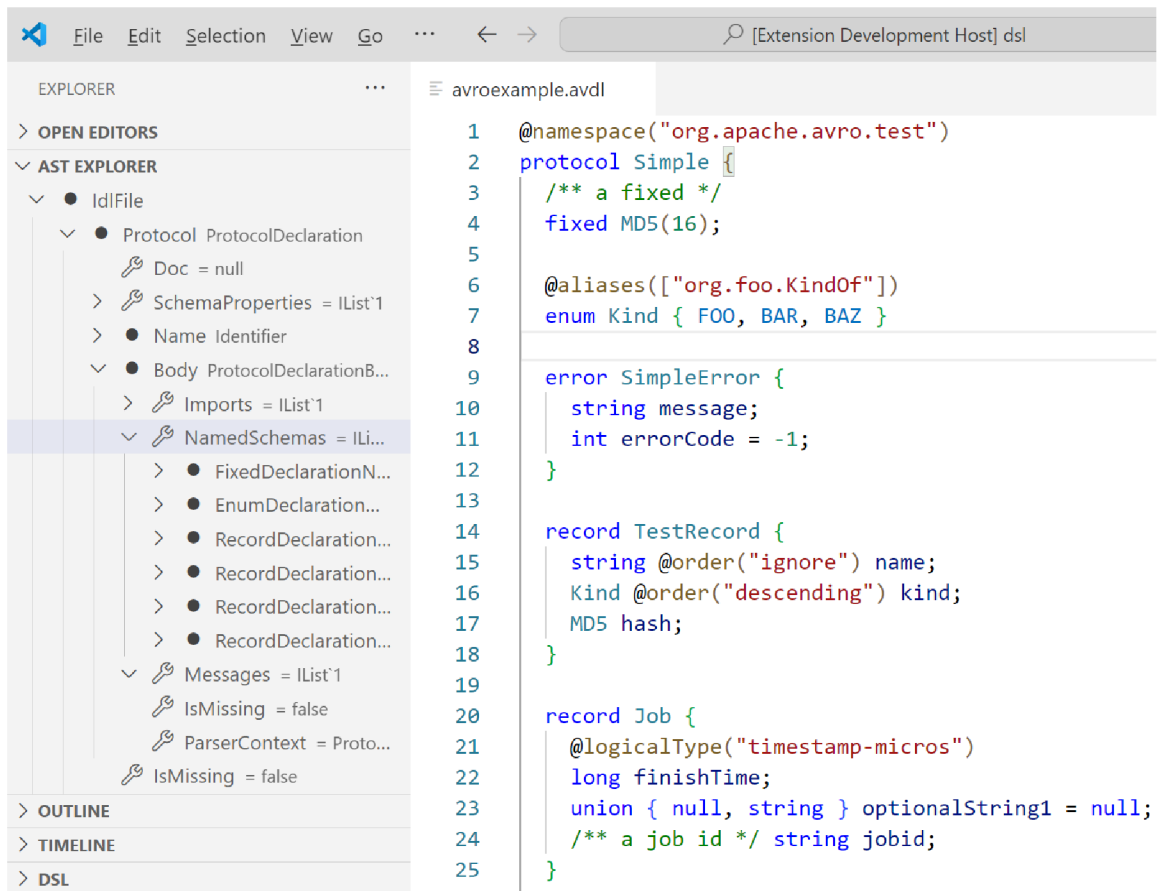 File Edit Selection View Go ··· ← → [Extension Development Host] dsl
EXPLORER ···
OPEN EDITORS
AST EXPLORER
IdlFile
Protocol ProtocolDeclaration
Doc = null
SchemaProperties = IList`1
Name Identifier
Body ProtocolDeclarationB...
Imports = IList`1
NamedSchemas = ILi...
FixedDeclarationN...
EnumDeclaration...
RecordDeclaration...
RecordDeclaration...
RecordDeclaration...
RecordDeclaration...
Messages = IList`1
IsMissing = false
ParserContext = Proto...
IsMissing = false
OUTLINE
TIMELINE
DSL
avroexample.avdl
1 @namespace("org.apache.avro.test")
2 protocol Simple {
3 /** a fixed */
4 fixed MD5(16);
5
6 @aliases(["org.foo.KindOf"])
7 enum Kind { FOO, BAR, BAZ }
8
9 error SimpleError {
10 string message;
11 int errorCode = -1;
12 }
13
14 record TestRecord {
15 string @order("ignore") name;
16 Kind @order("descending") kind;
17 MD5 hash;
18 }
19
20 record Job {
21 @logicalType("timestamp-micros")
22 long finishTime;
23 union { null, string } optionalString1 = null;
24 /** a job id */ string jobid;
25 }